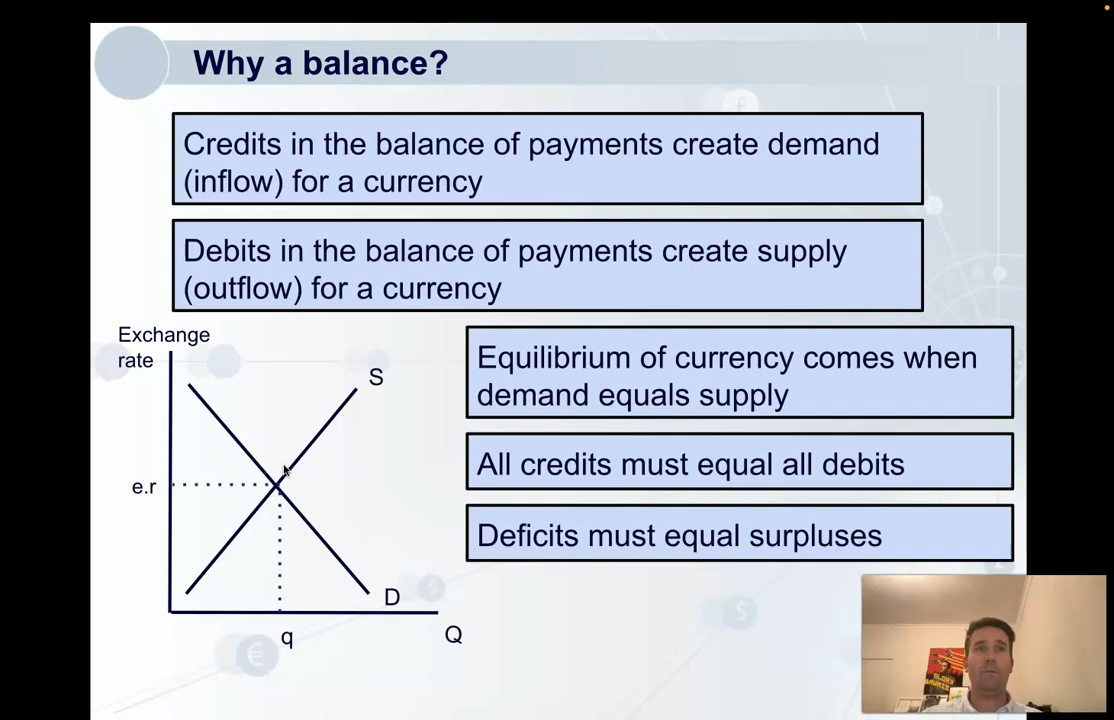 Why a balance?
Credits in the balance of payments create demand
(inflow) for a currency
Debits in the balance of payments create supply
(outflow) for a currency
Exchange
rate
S
e.r
D
q
Q
Equilibrium of currency comes when
demand equals supply
All credits must equal all debits
Deficits must equal surpluses
£
$
€
$
GLORY